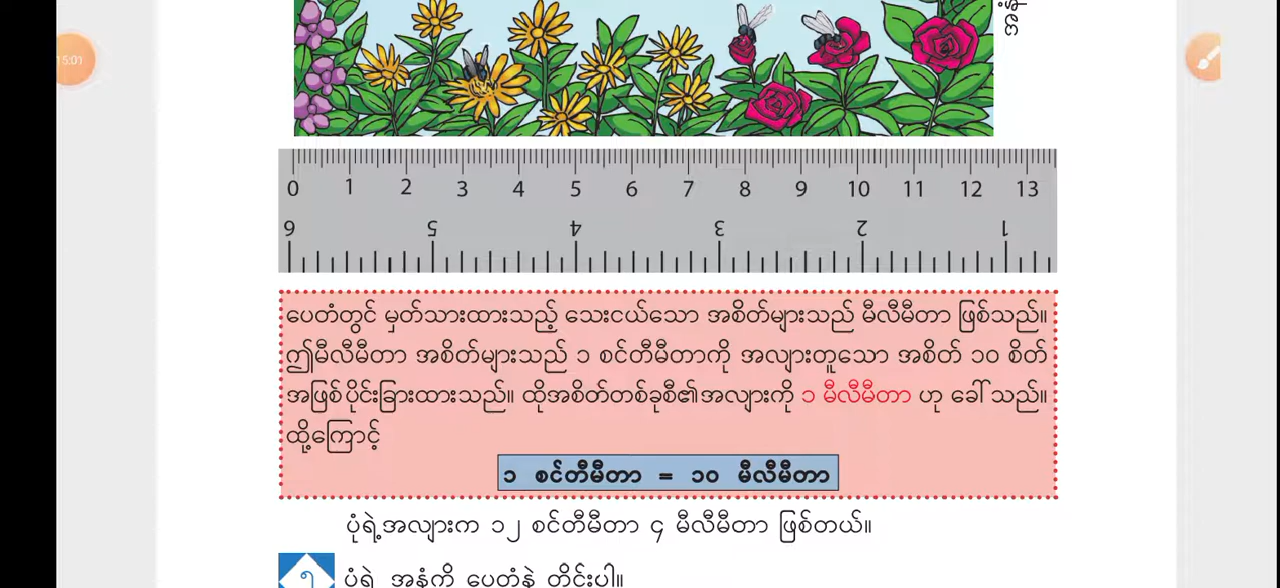 15:01
အနံ
0 1 2 3 4 5 6 7 8 9 10 11 12 13
6 5 4 3 2 1
ပေတံတွင် မှတ်သားထားသည့် သေးငယ်သော အစိတ်များသည် မီလီမီတာ ဖြစ်သည်။
ဤမီလီမီတာ အစိတ်များသည် ၁ စင်တီမီတာကို အလျားတူသော အစိတ် ၁၀ စိတ်
အဖြစ်ပိုင်းခြားထားသည်။ ထိုအစိတ်တစ်ခုစီ၏အလျားကို ၁ မီလီမီတာ ဟု ခေါ်သည်။
ထို့ကြောင့်
၁ စင်တီမီတာ = ၁၀ မီလီမီတာ
ပုံရဲ့အလျားက ၁၂ စင်တီမီတာ ၄ မီလီမီတာ ဖြစ်တယ်။
၅ ပုံရဲ့ အနံကို ပေတံနဲ့ တိုင်းပါ။